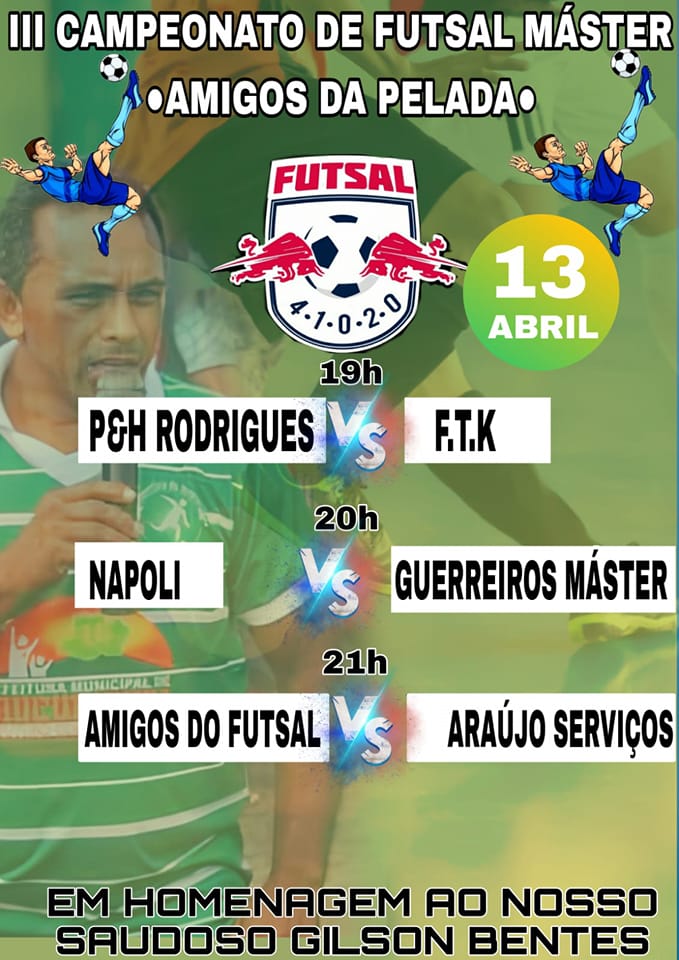 III CAMPEONATO DE FUTSAL MÁSTER
•AMIGOS DA PELADA•
FUTSAL
4•1•0•2•0
13
ABRIL
19h
P&H RODRIGUES VS F.T.K
20h
NAPOLI VS GUERREIROS MÁSTER
21h
AMIGOS DO FUTSAL VS ARAÚJO SERVIÇOS
EM HOMENAGEM AO NOSSO
SAUDOSO GILSON BENTES